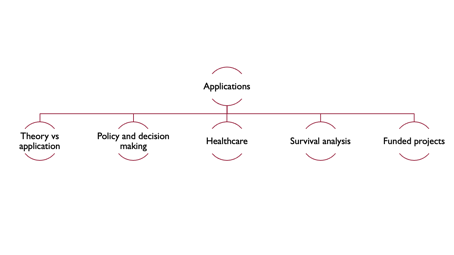 Applications
Theory vs
application
Policy and decision
making
Healthcare
Survival analysis
Funded projects